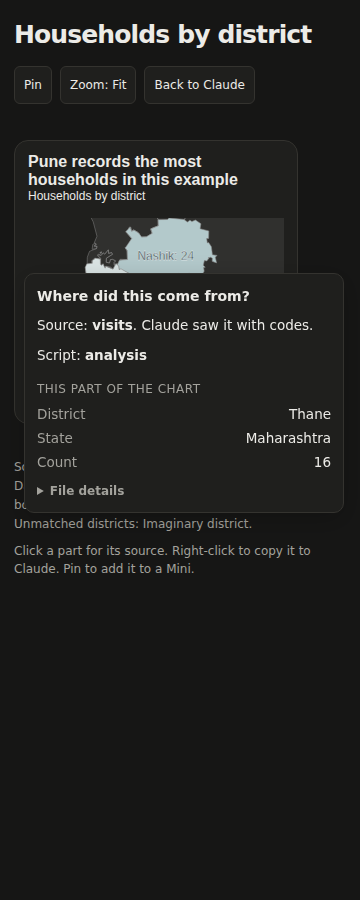 Households by district
Pin
Zoom: Fit
Back to Claude
Pune records the most
households in this example
Households by district
Nashik: 24
Where did this come from?
Source: visits. Claude saw it with codes.
Script: analysis
THIS PART OF THE CHART
District Thane
State Maharashtra
Count 16
File details
Unmatched districts: Imaginary district.
Click a part for its source. Right-click to copy it to
Claude. Pin to add it to a Mini.